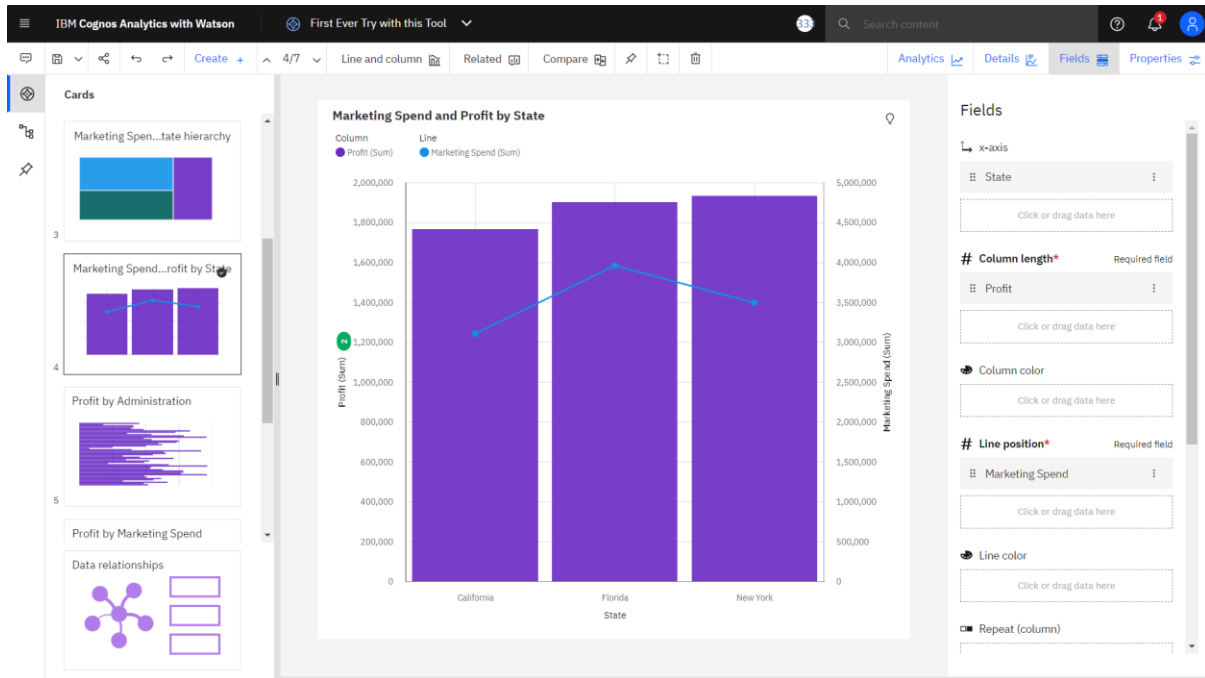 IBM Cognos Analytics with Watson
First Ever Try with this Tool
Search content
1
Create +
4/7
Line and column
Related
Compare
Analytics
Details
Fields
Properties
Cards
Marketing Spen...tate hierarchy
3
Marketing Spend...rofit by State
4
Profit by Administration
5
Profit by Marketing Spend
Data relationships
Marketing Spend and Profit by State
Column
Line
Profit (Sum)
Marketing Spend (Sum)
2,000,000
1,800,000
1,600,000
1,400,000
1,200,000
1,000,000
800,000
600,000
400,000
200,000
0
Profit (Sum)
2
5,000,000
4,500,000
4,000,000
3,500,000
3,000,000
2,500,000
2,000,000
1,500,000
1,000,000
500,000
0
Marketing Spend (Sum)
California
Florida
New York
State
Fields
x-axis
State
Click or drag data here
# Column length*
Required field
Profit
Click or drag data here
Column color
Click or drag data here
# Line position*
Required field
Marketing Spend
Click or drag data here
Line color
Click or drag data here
Repeat (column)